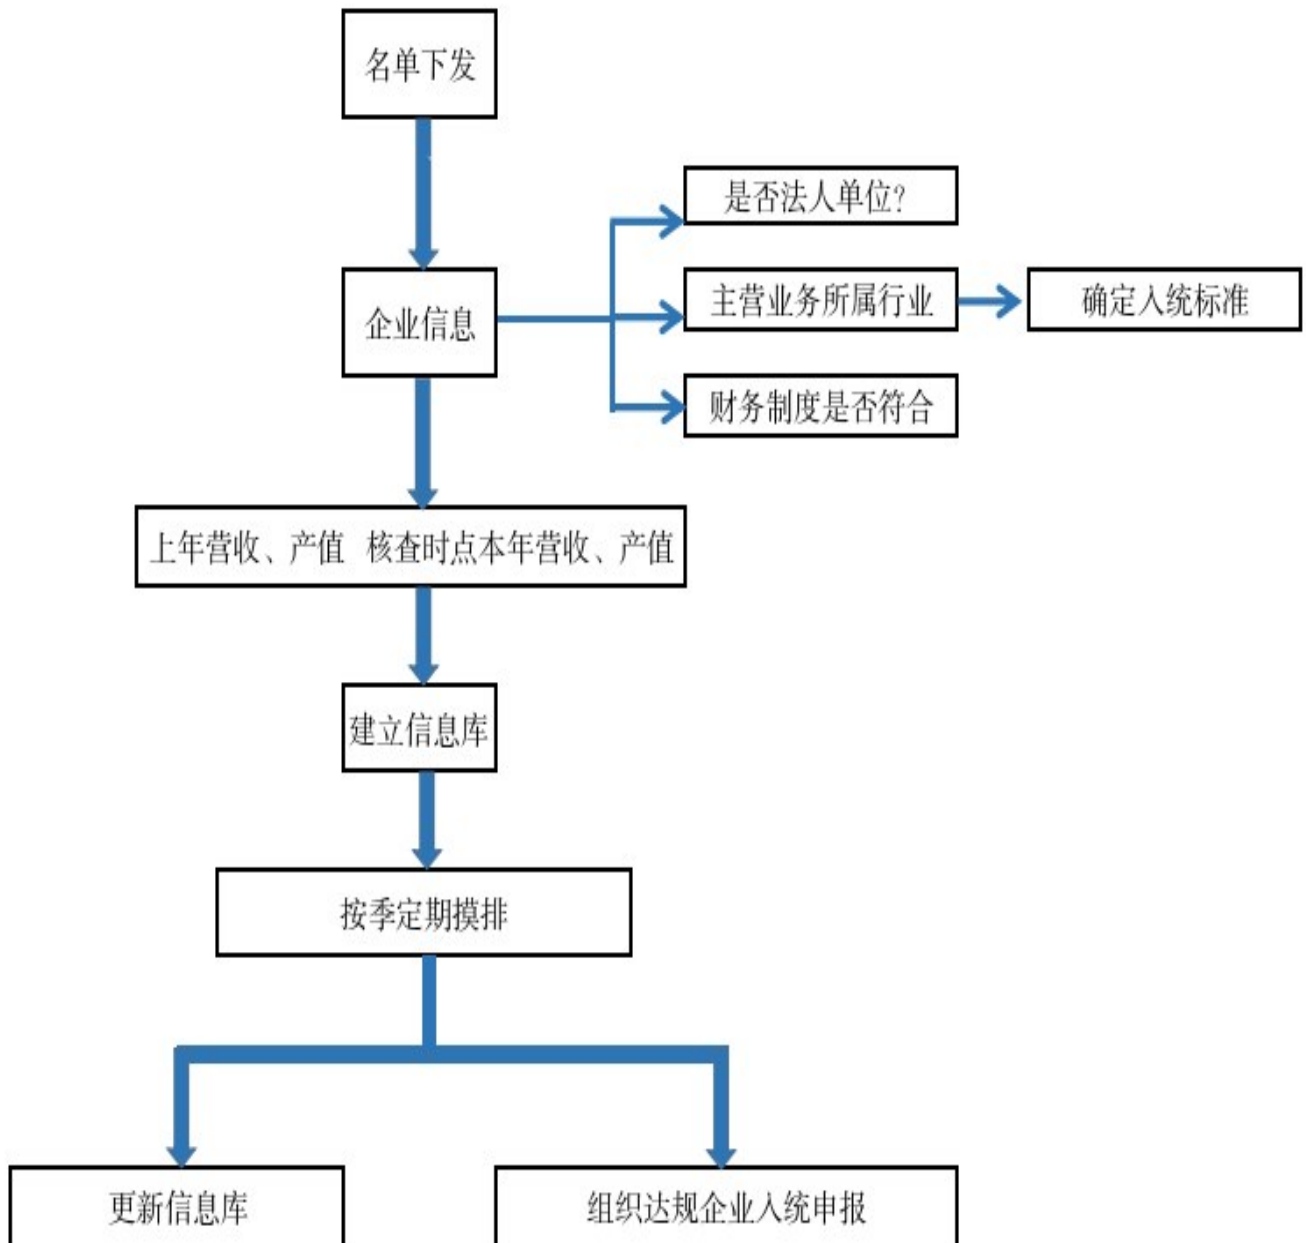 名单下发
是否法人单位?
企业信息
主营业务所属行业
确定入统标准
财务制度是否符合
上年营收、产值 核查时点本年营收、产值
建立信息库
按季定期摸排
更新信息库
组织达规企业入统申报